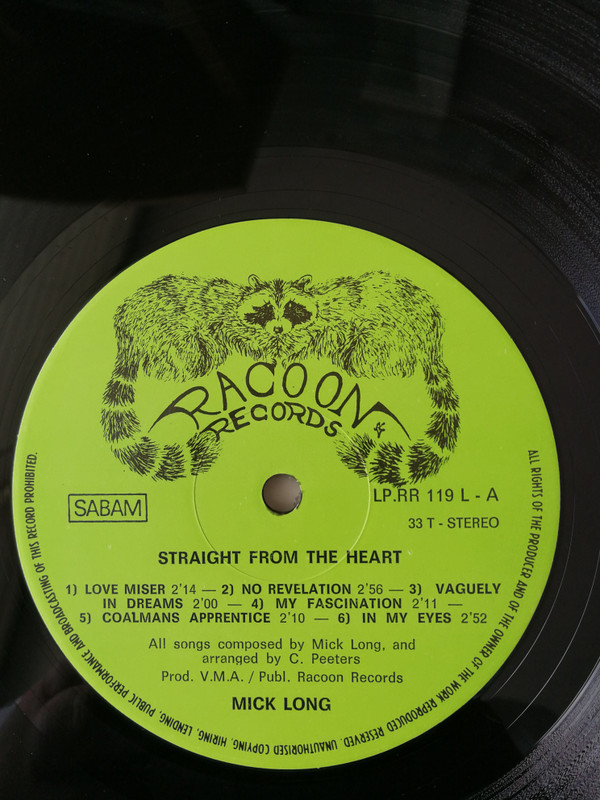 RACOON
RECORDS
LP.RR 119 L - A
SABAM
33 T - STEREO
STRAIGHT FROM THE HEART
1) LOVE MISER 2'14 — 2) NO REVELATION 2'56 — 3) VAGUELY
IN DREAMS 2'00 — 4) MY FASCINATION 2'11 —
5) COALMANS APPRENTICE 2'10 — 6) IN MY EYES 2'52
All songs composed by Mick Long, and
arranged by C. Peeters
Prod. V.M.A. / Publ. Racoon Records
MICK LONG
ALL RIGHTS OF THE PRODUCER AND OF THE OWNER OF THE WORK REPRODUCED RESERVED. UNAUTHORISED COPYING, HIRING, LENDING, PUBLIC PERFORMANCE AND BROADCASTING OF THIS RECORD PROHIBITED.